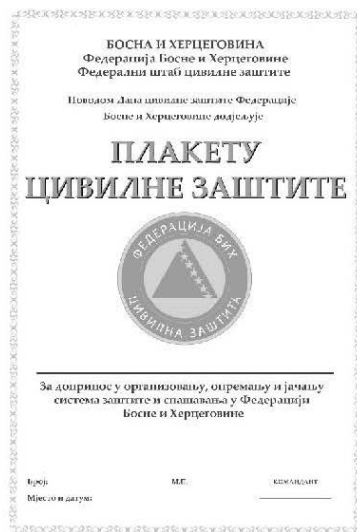 БОСНА И ХЕРЦЕГОВИНА
Федерација Босне и Херцеговине
Федерални штаб цивилне заштите
Поводом Дана цивилне заштите Федерације
Босне и Херцеговине додјељује
ПЛАКЕТУ
ЦИВИЛНЕ ЗАШТИТЕ
ФЕДЕРАЦИЈА БИХ
ЦИВИЛНА ЗАШТИТА
За допринос у организовању, опремању и јачању
система заштите и спашавања у Федерацији
Босне и Херцеговине
Број: М.П. КОМАНДАНТ
Мјесто и датум: